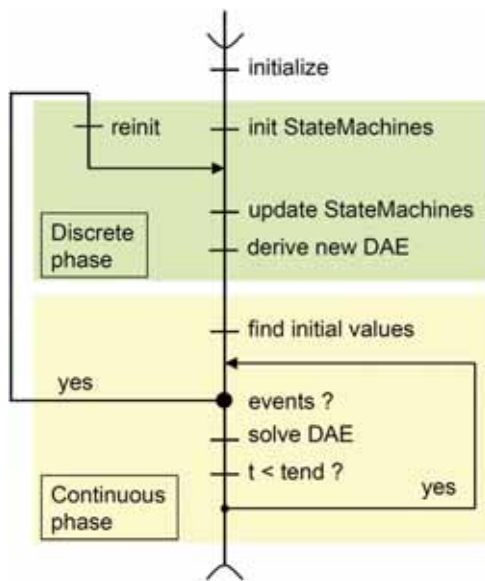 initialize
reinit
init StateMachines
update StateMachines
Discrete
phase
derive new DAE
find initial values
yes
events ?
solve DAE
t < tend ?
yes
Continuous
phase